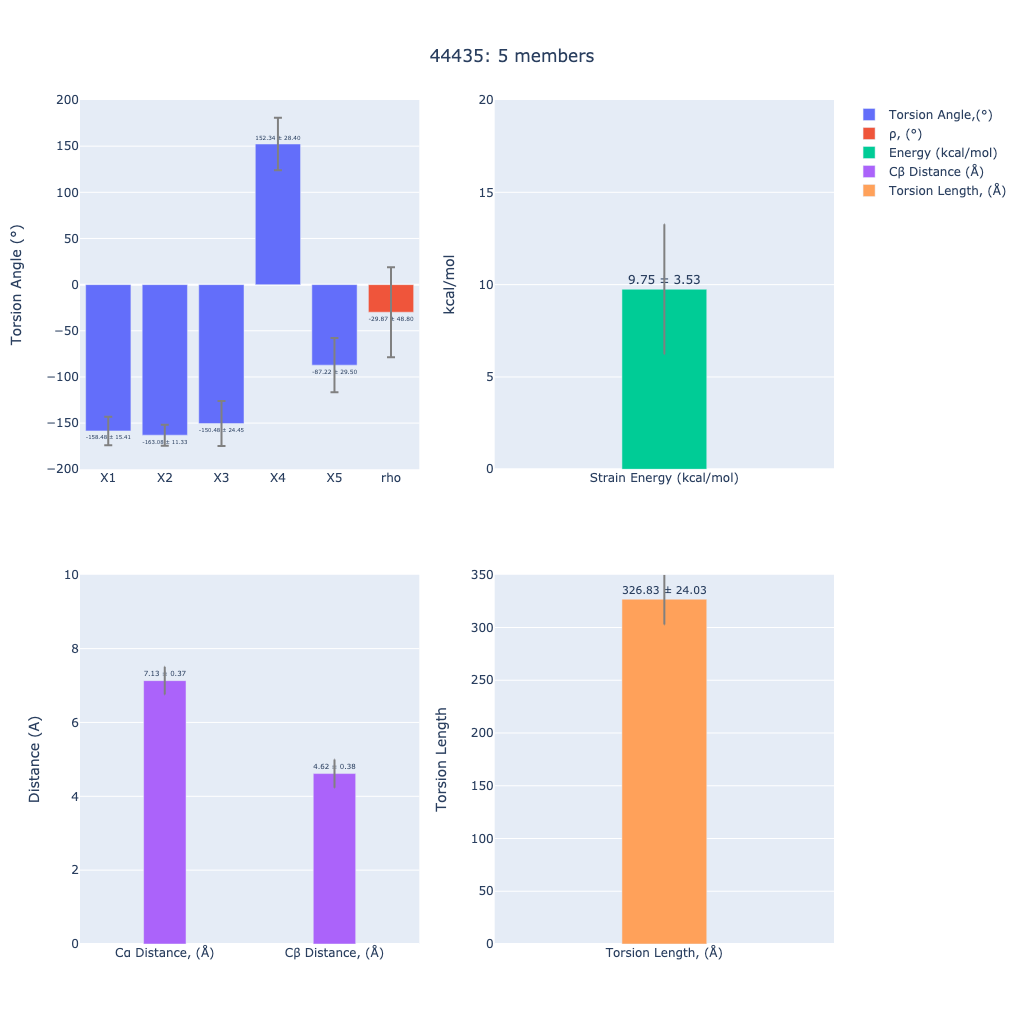 44435: 5 members
200
150
100
50
0
−50
−100
−150
−200
Torsion Angle (°)
-158.48 ± 15.41
-163.08 ± 11.33
-150.48 ± 24.45
152.34 ± 28.40
-87.22 ± 29.50
-29.87 ± 48.80
X1
X2
X3
X4
X5
rho
20
15
10
5
0
kcal/mol
9.75 ± 3.53
Strain Energy (kcal/mol)
Torsion Angle,(°)
ρ, (°)
Energy (kcal/mol)
Cβ Distance (Å)
Torsion Length, (Å)
10
8
6
4
2
0
Distance (A)
7.13 ± 0.37
4.62 ± 0.38
Cα Distance, (Å)
Cβ Distance, (Å)
350
300
250
200
150
100
50
0
Torsion Length
326.83 ± 24.03
Torsion Length, (Å)